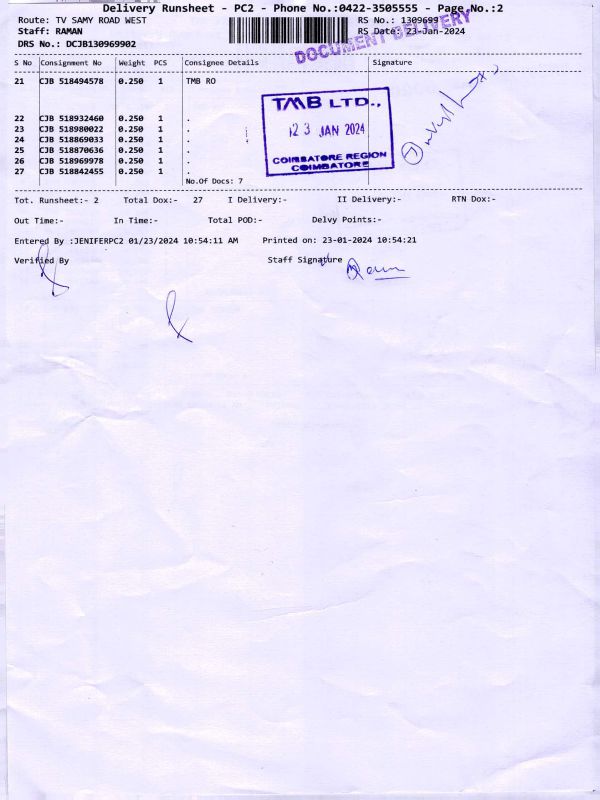 Delivery Runsheet - PC2 - Phone No.:0422-3505555 - Page No.:2
Route: TV SAMY ROAD WEST
RS No.: 1309699
Staff: RAMAN
RS Date: 23-Jan-2024
DRS No.: DCJB130969902
DOCUMENT DELIVERY
S No Consignment No Weight PCS Consignee Details Signature
21 CJB 518494578 0.250 1 TMB RO
TMB LTD.,
22 CJB 518932460 0.250 1 .
23 CJB 518980022 0.250 1 .
23 JAN 2024
24 CJB 518869033 0.250 1 .
25 CJB 518870636 0.250 1 .
26 CJB 518969978 0.250 1 .
COIMBATORE REGION
27 CJB 518842455 0.250 1 .
COIMBATORE
No.Of Docs: 7
Tot. Runsheet:- 2 Total Dox:- 27 I Delivery:- II Delivery:- RTN Dox:-
Out Time:- In Time:- Total POD:- Delvy Points:-
Entered By :JENIFERPC2 01/23/2024 10:54:11 AM Printed on: 23-01-2024 10:54:21
Verified By Staff Signature
Raman